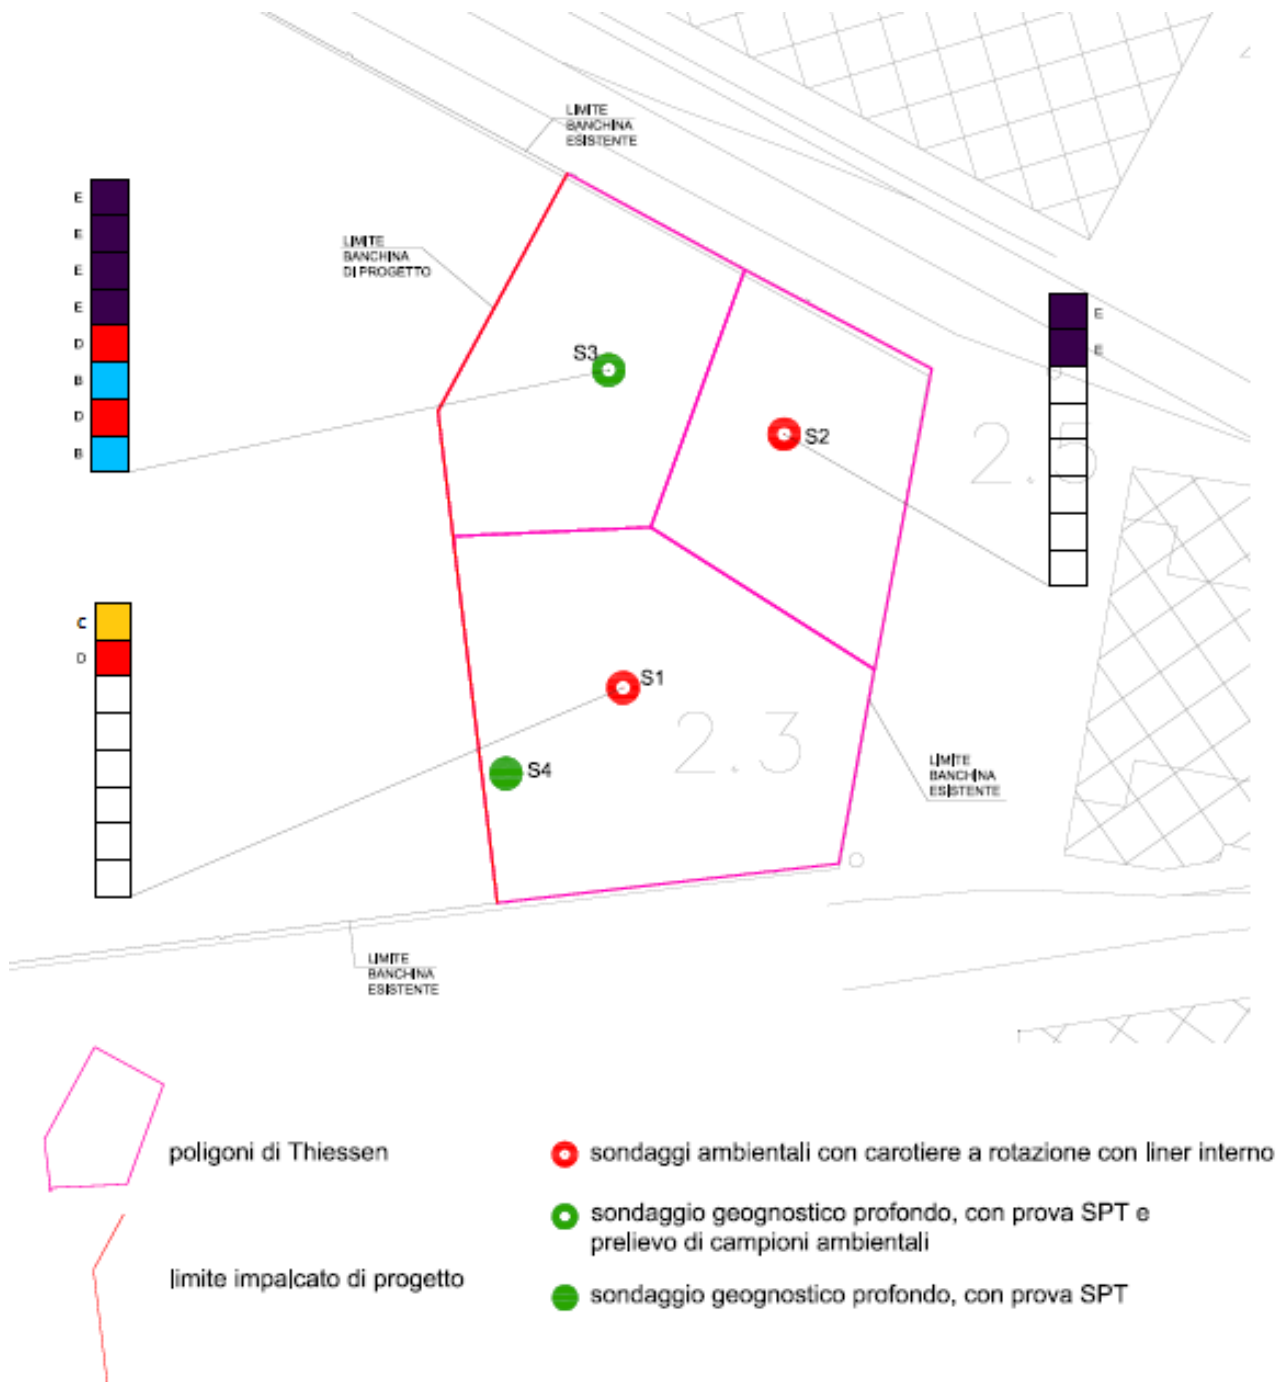 LIMITE
BANCHINA
ESISTENTE
E
E
E
E
D
B
D
B
LIMITE
BANCHINA
DI PROGETTO
E
E
S3
S2
2.5
C
D
S1
2.3
S4
LIMITE
BANCHINA
ESISTENTE
LIMITE
BANCHINA
ESISTENTE
poligoni di Thiessen
limite impalcato di progetto
sondaggi ambientali con carotiere a rotazione con liner interno
sondaggio geognostico profondo, con prova SPT e
prelievo di campioni ambientali
sondaggio geognostico profondo, con prova SPT